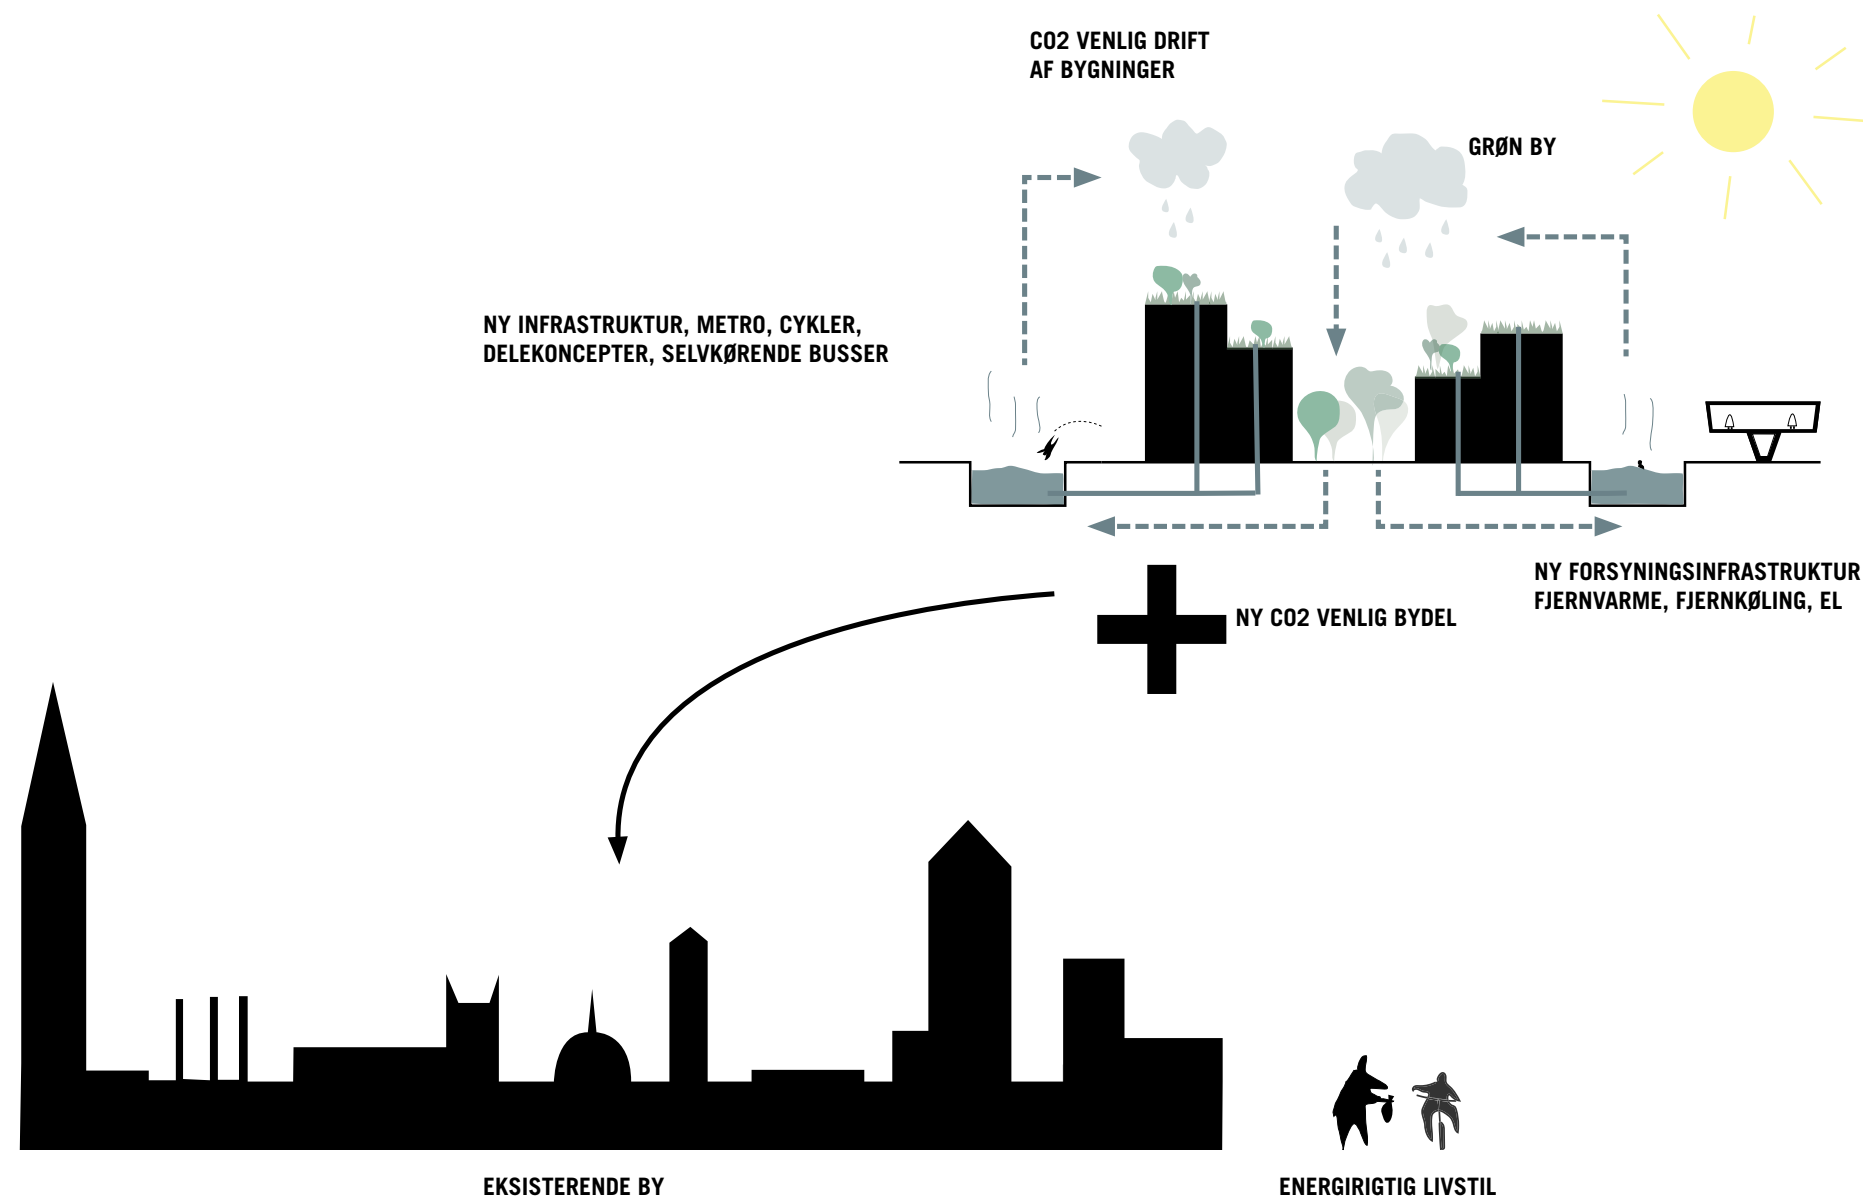 CO2 VENLIG DRIFT
AF BYGNINGER
GRØN BY
NY INFRASTRUKTUR, METRO, CYKLER,
DELEKONCEPTER, SELVKØRENDE BUSSER
NY FORSYNINGSINFRASTRUKTUR
FJERNVARME, FJERNKØLING, EL
NY CO2 VENLIG BYDEL
EKSISTERENDE BY
ENERGIRIGTIG LIVSTIL